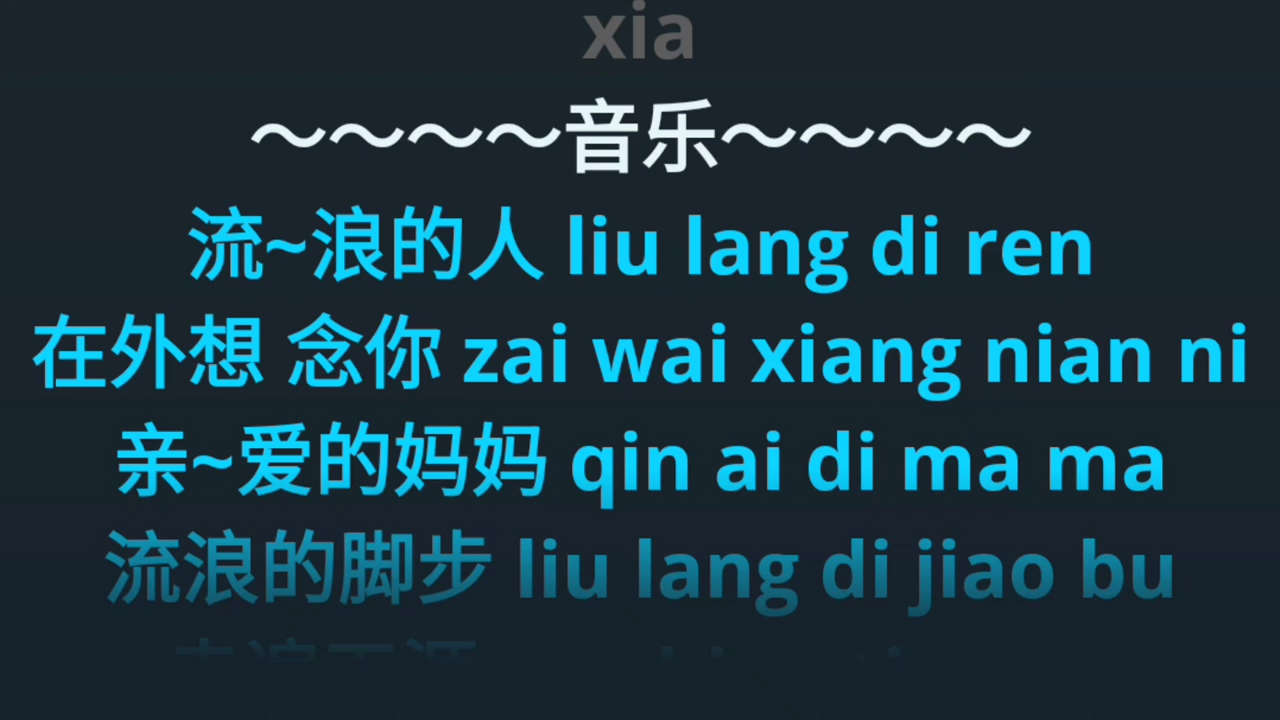 xia
～～～～音乐～～～～
流~浪的人 liu lang di ren
在外想 念你 zai wai xiang nian ni
亲~爱的妈妈 qin ai di ma ma
流浪的脚步 liu lang di jiao bu